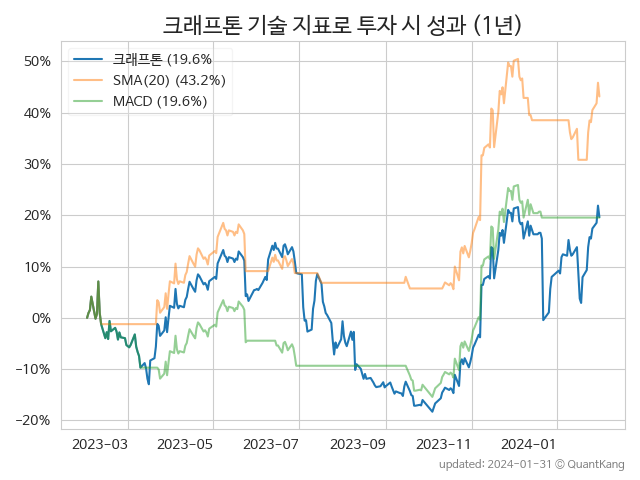 크래프톤 기술 지표로 투자 시 성과 (1년)
크래프톤 (19.6%
SMA(20) (43.2%)
MACD (19.6%)
50%
40%
30%
20%
10%
0%
−10%
−20%
2023-03 2023-05 2023-07 2023-09 2023-11 2024-01
updated: 2024-01-31 © QuantKang